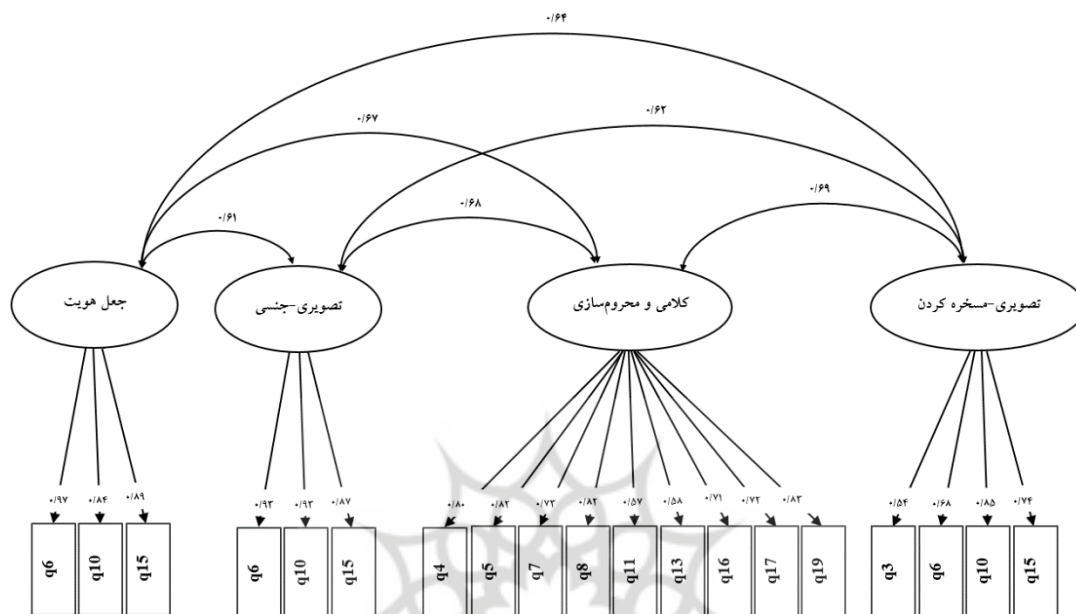 ۰/۶۴
۰/۶۷
۰/۶۲
۰/۶۱
۰/۶۸
۰/۶۹
جعل هویت
تصویری-جنسی
کلامی و محروم‌سازی
تصویری-مسخره کردن
۰/۹۷ ۰/۸۴ ۰/۸۹
۰/۹۳ ۰/۹۳ ۰/۸۷
۰/۸۰ ۰/۸۲ ۰/۷۳ ۰/۸۲ ۰/۵۷ ۰/۵۸ ۰/۷۱ ۰/۷۲ ۰/۸۳
۰/۵۴ ۰/۶۸ ۰/۸۵ ۰/۷۴
q6 q10 q15
q6 q10 q15
q4 q5 q7 q8 q11 q13 q16 q17 q19
q3 q6 q10 q15